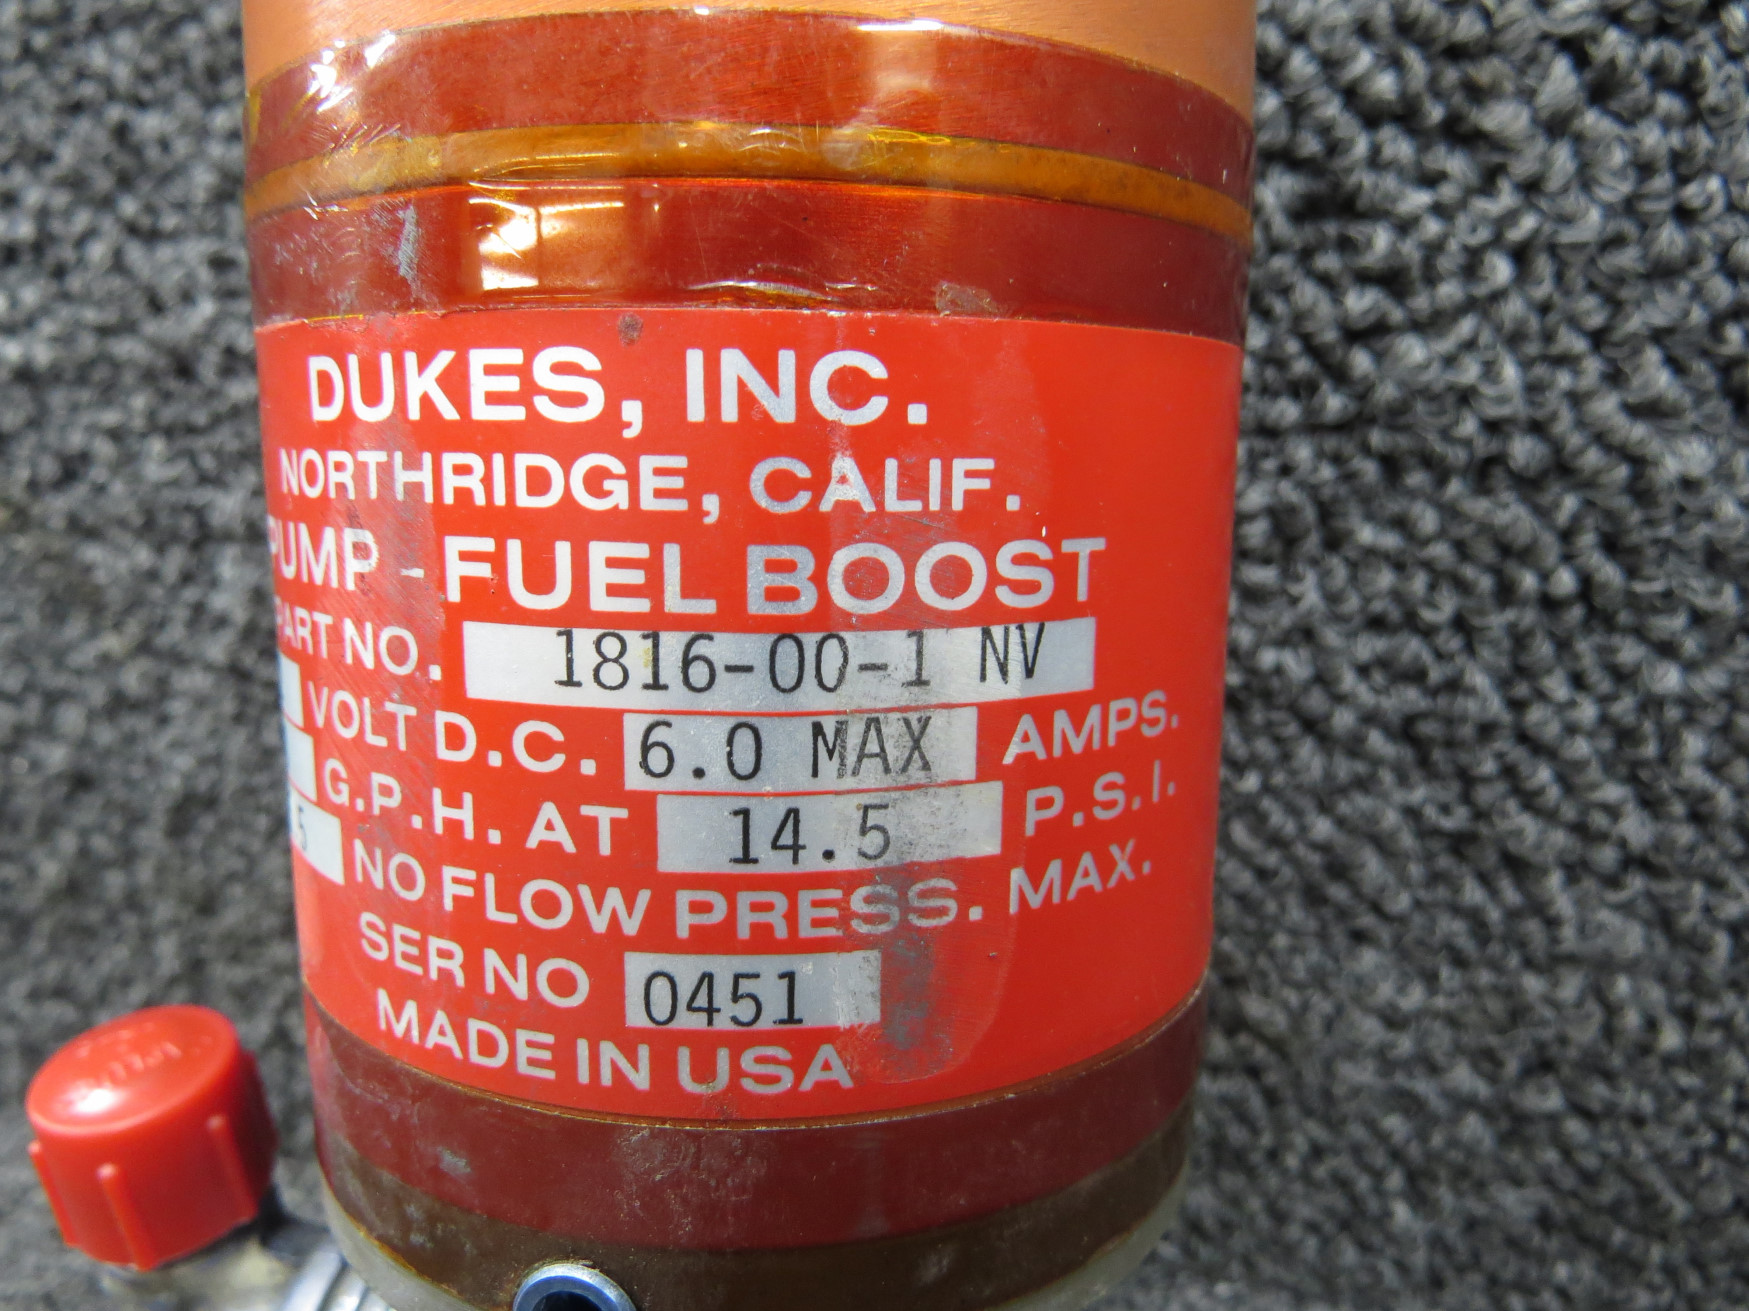 DUKES, INC.
NORTHRIDGE, CALIF.
PUMP - FUEL BOOST
PART NO. 1816-00-1 NV
VOLT D.C. 6.0 MAX AMPS.
G.P.H. AT 14.5 P.S.I.
5 NO FLOW PRESS. MAX.
SER NO 0451
MADE IN USA